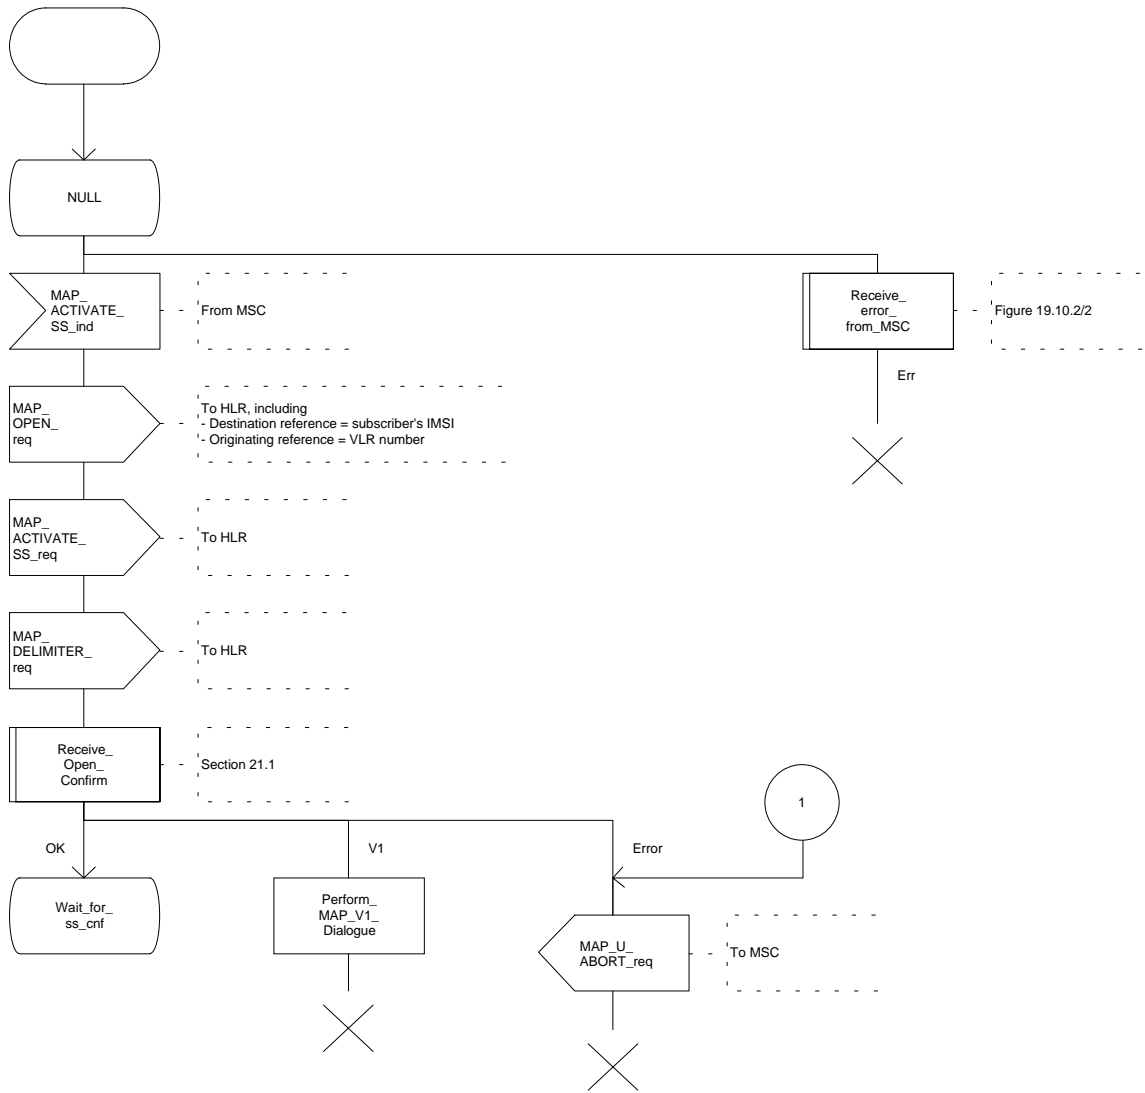 NULL
MAP_
ACTIVATE_
SS_ind
From MSC
Receive_
error_
from_MSC
Figure 19.10.2/2
Err
MAP_
OPEN_
req
To HLR, including
- Destination reference = subscriber's IMSI
- Originating reference = VLR number
MAP_
ACTIVATE_
SS_req
To HLR
MAP_
DELIMITER_
req
To HLR
Receive_
Open_
Confirm
Section 21.1
1
OK
V1
Error
Wait_for_
ss_cnf
Perform_
MAP_V1_
Dialogue
MAP_U_
ABORT_req
To MSC